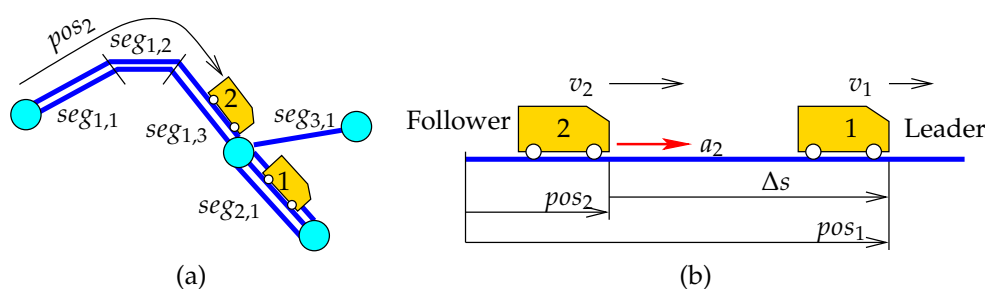 pos₂
seg₁,₂
seg₁,₁
seg₁,₃
2
seg₃,₁
1
seg₂,₁
(a)
v₂
v₁
Follower
2
a₂
1
Leader
Δs
pos₂
pos₁
(b)